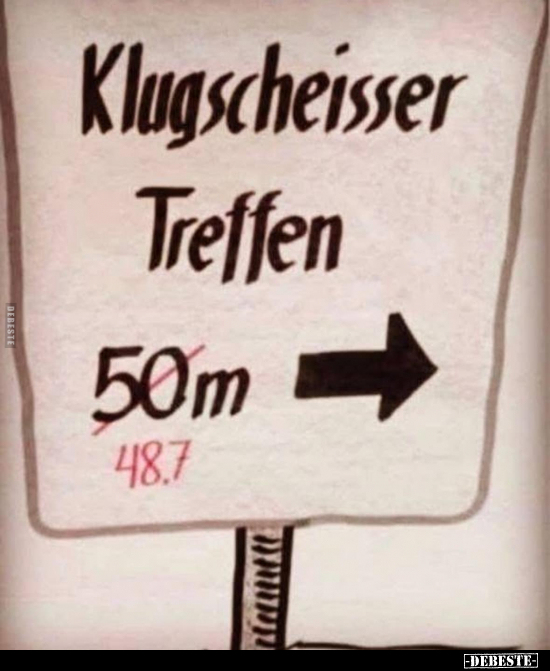 Klugscheisser
Treffen
50m
48.7
DEBESTE
-DEBESTE-